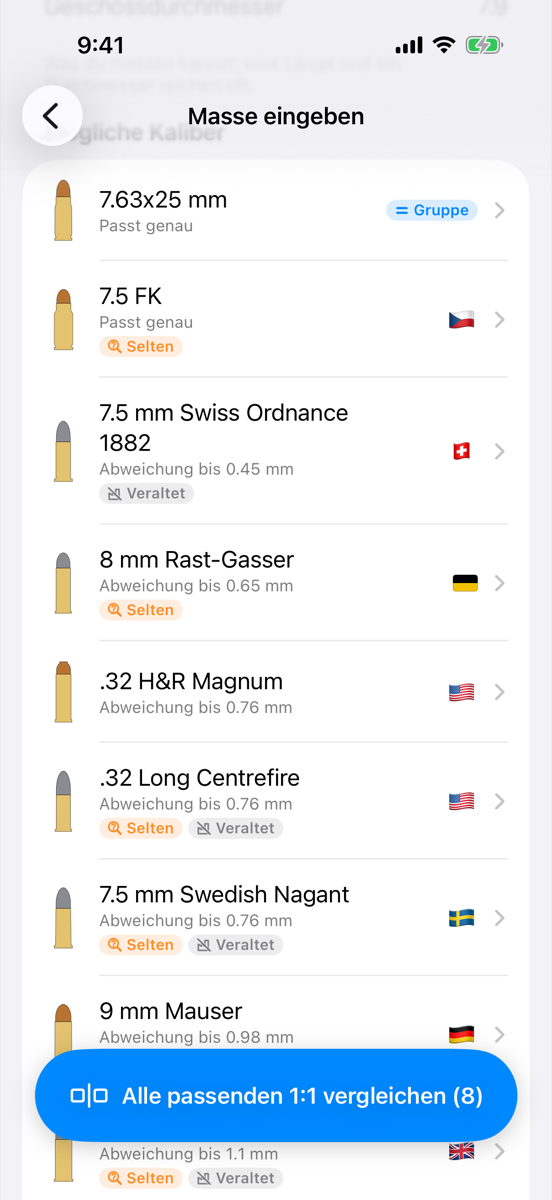 Geschossdurchmesser
7.9
9:41
Masse eingeben
Kaliber
7.63x25 mm
Passt genau
= Gruppe
7.5 FK
Passt genau
Selten
7.5 mm Swiss Ordnance
1882
Abweichung bis 0.45 mm
Veraltet
8 mm Rast-Gasser
Abweichung bis 0.65 mm
Selten
.32 H&R Magnum
Abweichung bis 0.76 mm
.32 Long Centrefire
Abweichung bis 0.76 mm
Selten Veraltet
7.5 mm Swedish Nagant
Abweichung bis 0.76 mm
Selten Veraltet
9 mm Mauser
Abweichung bis 0.98 mm
Alle passenden 1:1 vergleichen (8)
Abweichung bis 1.1 mm
Selten Veraltet